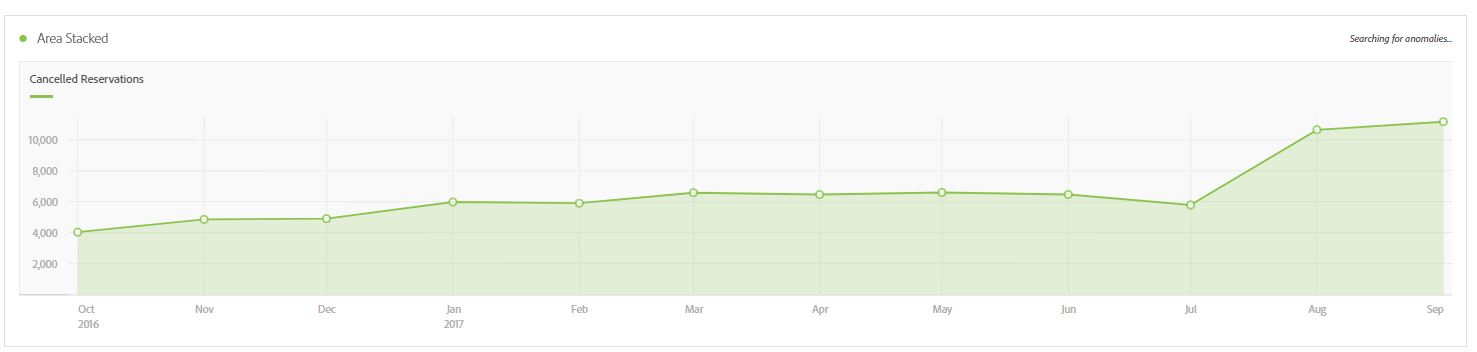 Area Stacked
Searching for anomalies...
Cancelled Reservations
10,000
8,000
6,000
4,000
2,000
Oct Nov Dec Jan Feb Mar Apr May Jun Jul Aug Sep
2016 2017